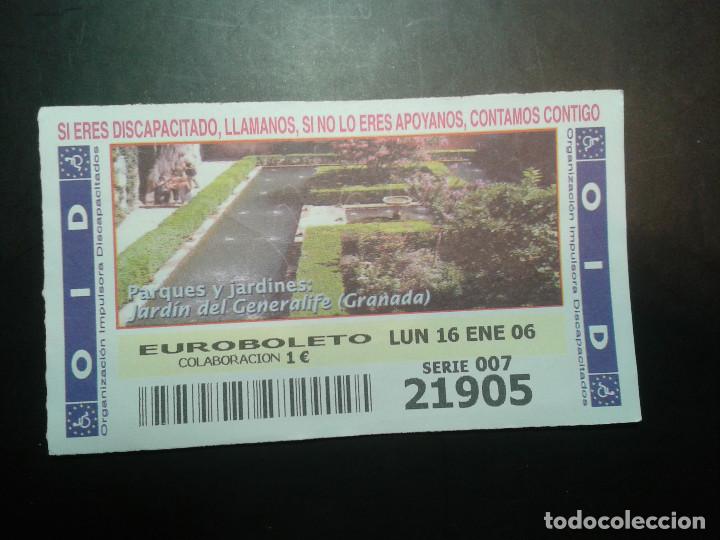 SI ERES DISCAPACITADO, LLAMANOS, SI NO LO ERES APOYANOS, CONTAMOS CONTIGO
OID
Organización Impulsora Discapacitados
Parques y jardines:
Jardín del Generalife (Granada)
OID
Organización Impulsora Discapacitados
EUROBOLETO
LUN 16 ENE 06
COLABORACION 1 €
SERIE 007
21905
todocoleccion.net